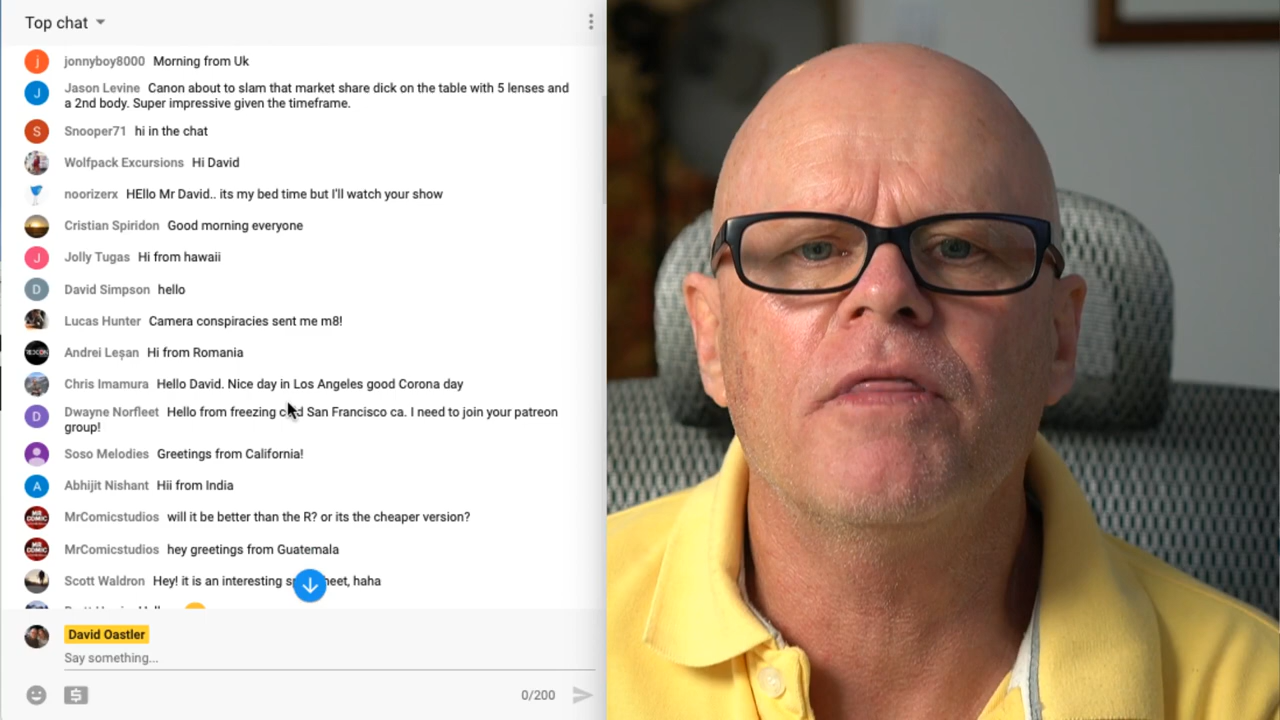 Top chat
jonnyboy8000 Morning from Uk
Jason Levine Canon about to slam that market share dick on the table with 5 lenses and
a 2nd body. Super impressive given the timeframe.
Snooper71 hi in the chat
Wolfpack Excursions Hi David
noorizerx HEllo Mr David.. its my bed time but I'll watch your show
Cristian Spiridon Good morning everyone
Jolly Tugas Hi from hawaii
David Simpson hello
Lucas Hunter Camera conspiracies sent me m8!
Andrei Leșan Hi from Romania
Chris Imamura Hello David. Nice day in Los Angeles good Corona day
Dwayne Norfleet Hello from freezing San Francisco ca. I need to join your patreon
group!
Soso Melodies Greetings from California!
Abhijit Nishant Hii from India
MrComicstudios will it be better than the R? or its the cheaper version?
MrComicstudios hey greetings from Guatemala
Scott Waldron Hey! it is an interesting haha
David Oastler
Say something...
0/200